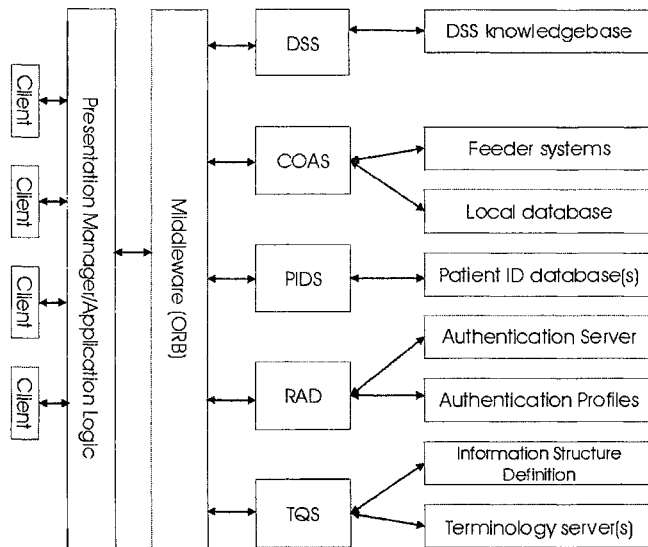 Client
Client
Client
Client
Presentation Manager/Application Logic
Middleware (ORB)
DSS
DSS knowledgebase
COAS
Feeder systems
Local database
PIDS
Patient ID database(s)
RAD
Authentication Server
Authentication Profiles
TQS
Information Structure
Definition
Terminology server(s)